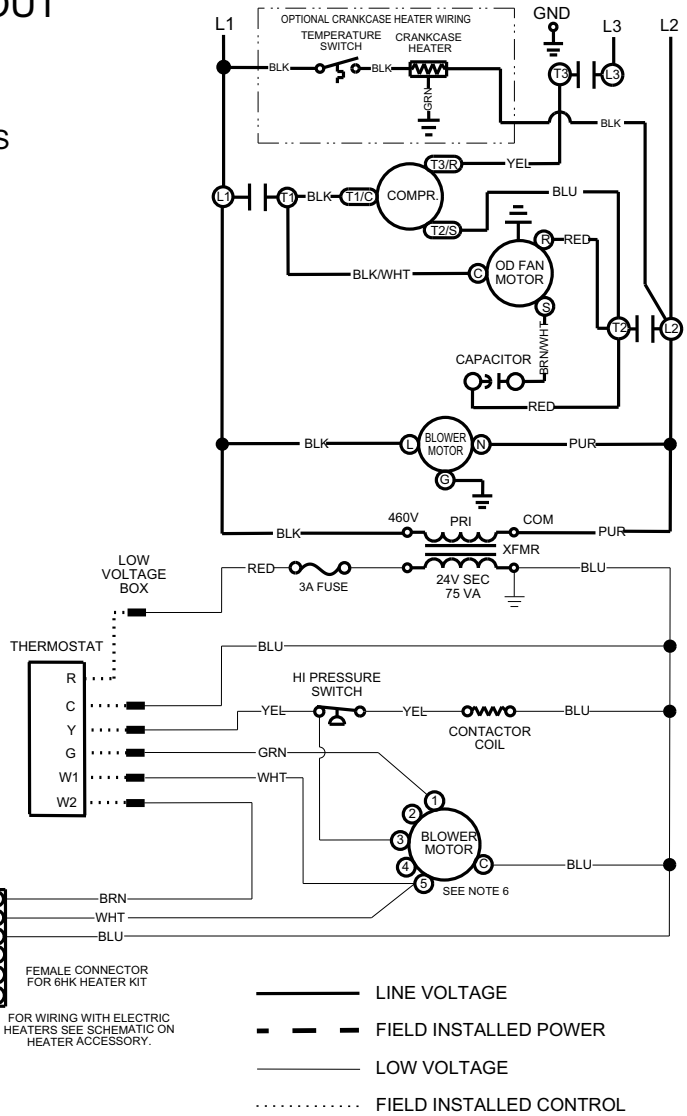 OUT
S
L1
OPTIONAL CRANKCASE HEATER WIRING
TEMPERATURE
SWITCH
CRANKCASE
HEATER
GND
L3
L2
BLK
BLK
GRN
T3
L3
BLK
T3/R
YEL
L1
T1
BLK
T1/C
COMPR.
BLU
T2/S
R
RED
BLK/WHT
C
OD FAN
MOTOR
S
T2
L2
BRN/WHT
CAPACITOR
RED
BLK
L
BLOWER
MOTOR
N
PUR
G
460V
PRI
COM
BLK
PUR
XFMR
LOW
VOLTAGE
BOX
RED
3A FUSE
24V SEC
75 VA
BLU
THERMOSTAT
R
BLU
HI PRESSURE
SWITCH
C
Y
YEL
YEL
CONTACTOR
COIL
BLU
G
GRN
W1
WHT
W2
1
2
3
BLOWER
MOTOR
4
C
BLU
5
SEE NOTE 6
BRN
WHT
BLU
FEMALE CONNECTOR
FOR 6HK HEATER KIT
FOR WIRING WITH ELECTRIC
HEATERS SEE SCHEMATIC ON
HEATER ACCESSORY.
LINE VOLTAGE
FIELD INSTALLED POWER
LOW VOLTAGE
FIELD INSTALLED CONTROL